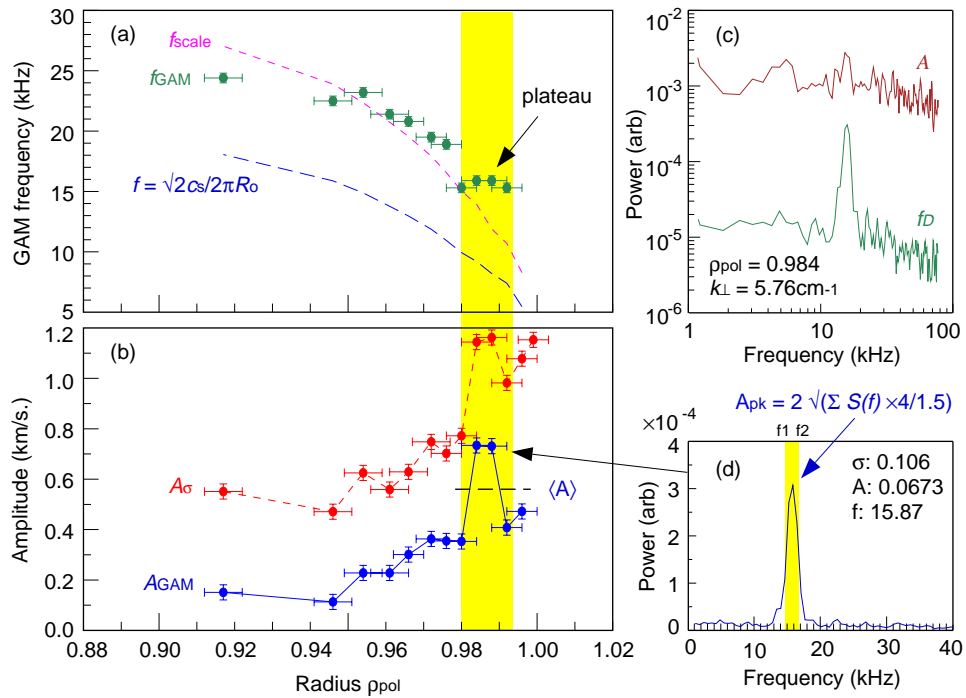 (a)
fscale
fGAM
plateau
f = √2cs/2πRo
GAM frequency (kHz)
30
25
20
15
10
5
(b)
Aσ
AGAM
⟨A⟩
Amplitude (km/s.)
1.2
1.0
0.8
0.6
0.4
0.2
0.0
0.88 0.90 0.92 0.94 0.96 0.98 1.00 1.02
Radius ρpol
(c)
A
fD
ρpol = 0.984
k⊥ = 5.76cm-1
Power (arb)
10-2
10-3
10-4
10-5
10-6
1 10 100
Frequency (kHz)
Apk = 2 √(Σ S(f) ×4/1.5)
×10-4
f1 f2
(d)
σ: 0.106
A: 0.0673
f: 15.87
Power (arb)
4
3
2
1
0
0 10 20 30 40
Frequency (kHz)